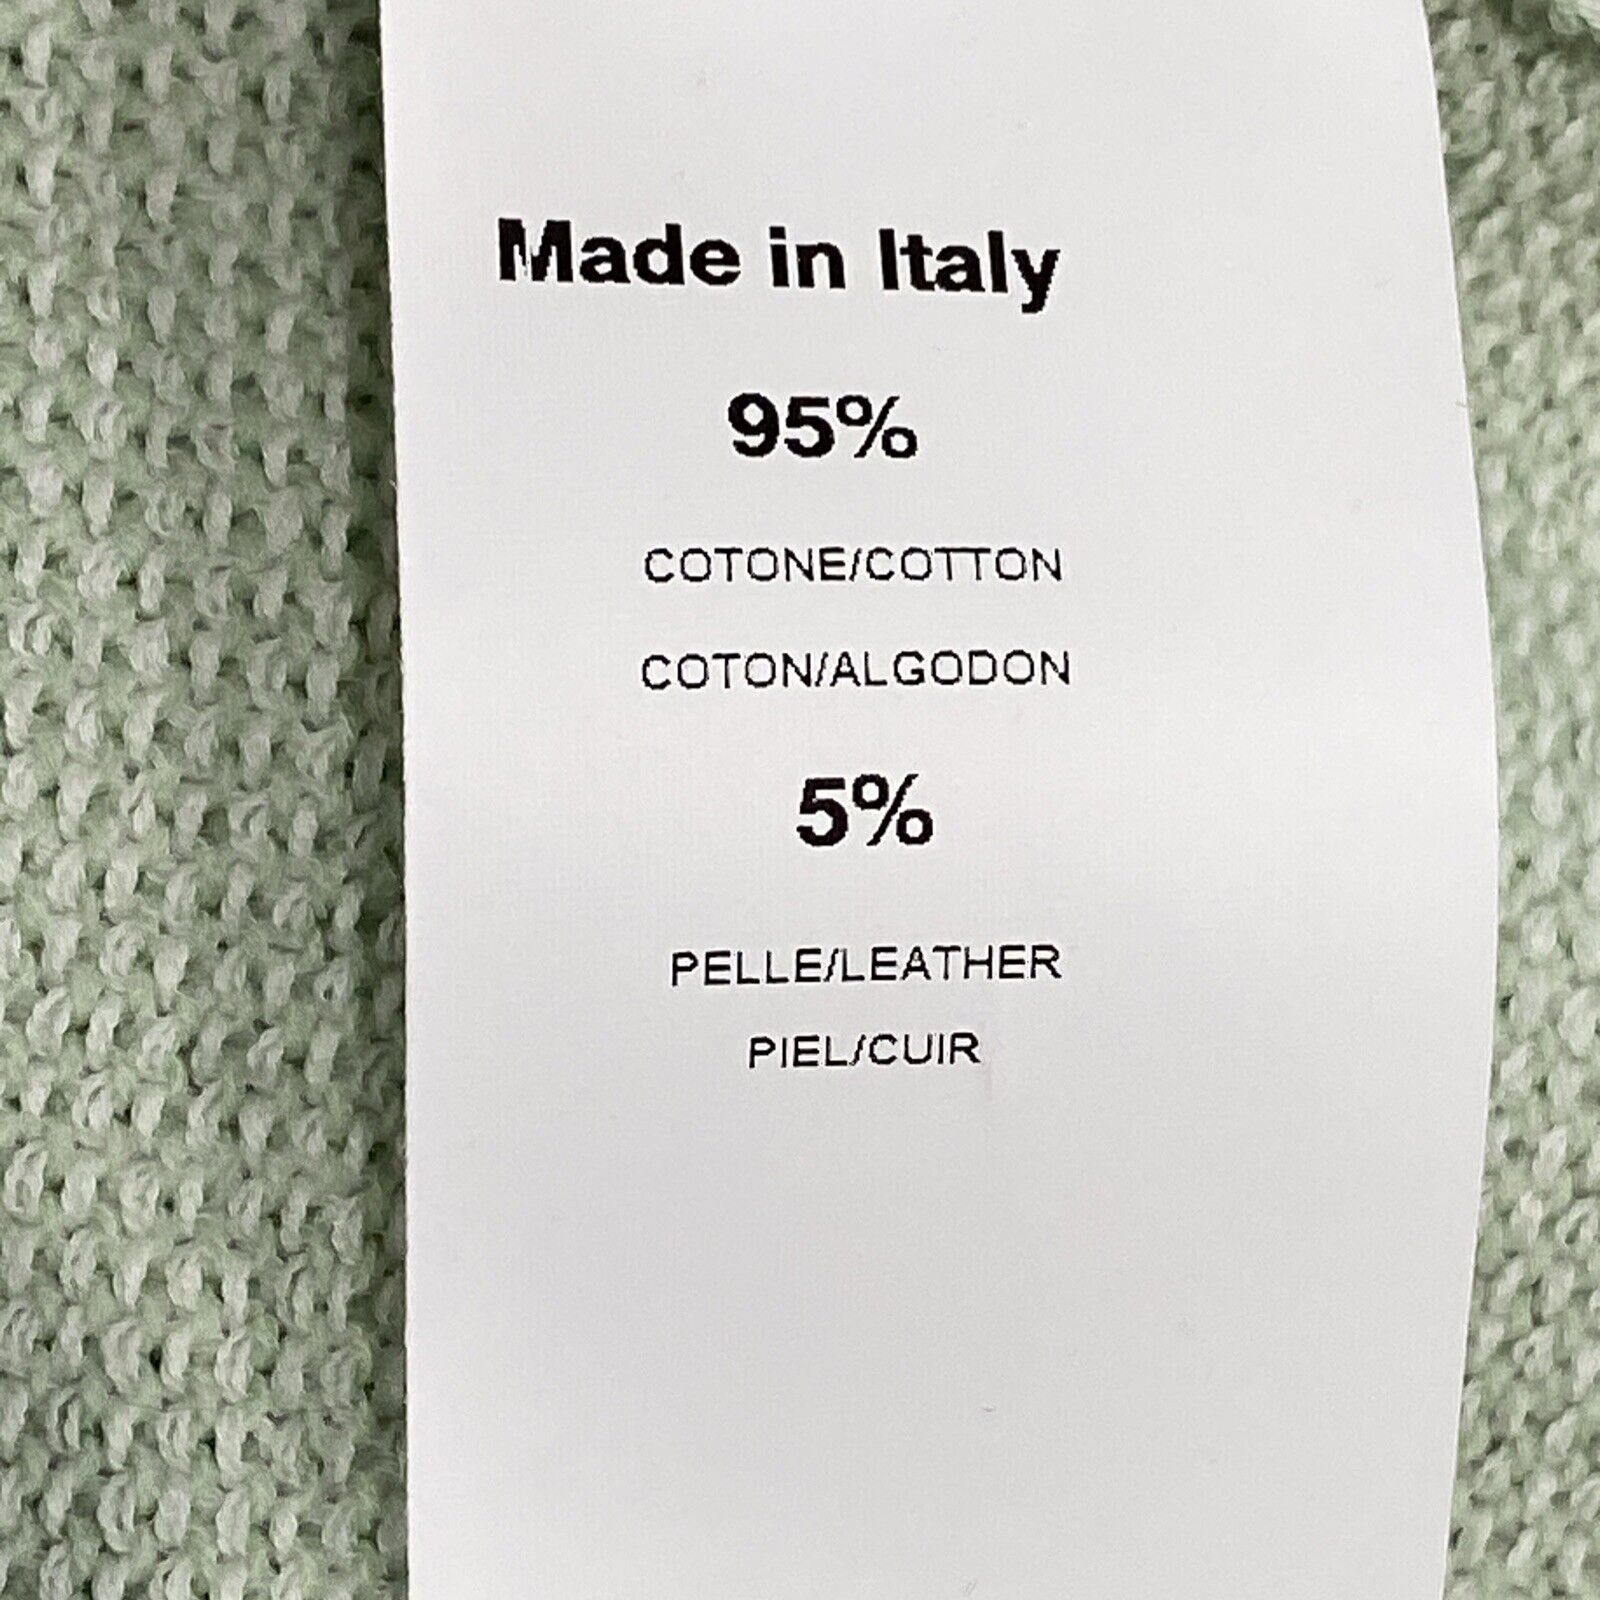 Made in Italy
95%
COTONE/COTTON
COTON/ALGODON
5%
PELLE/LEATHER
PIEL/CUIR